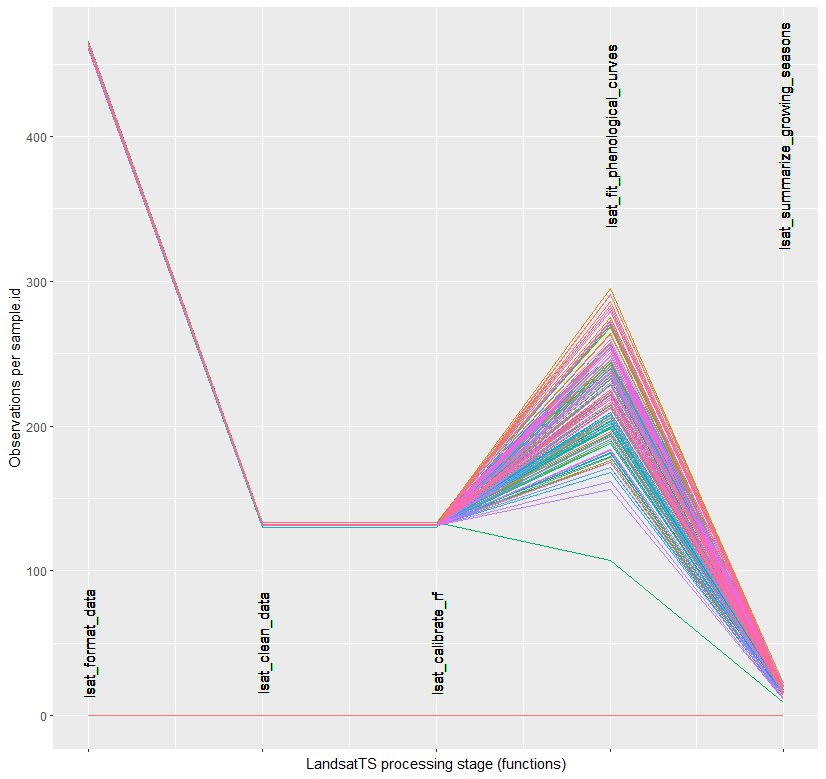 lsat_format_data
lsat_clean_data
lsat_calibrate_rf
lsat_fit_phenological_curves
lsat_summarize_growing_seasons
400
300
200
100
0
Observations per sample.id
LandsatTS processing stage (functions)